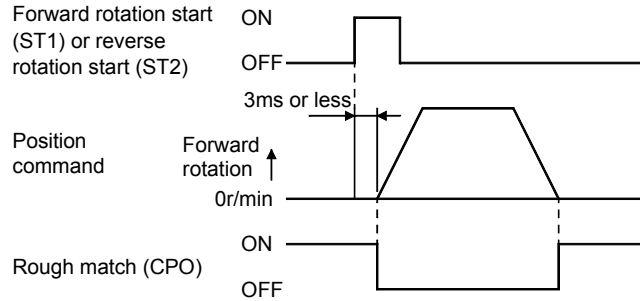 Forward rotation start
(ST1) or reverse
rotation start (ST2)
ON
OFF
3ms or less
Position
command
Forward
rotation
0r/min
Rough match (CPO)
ON
OFF